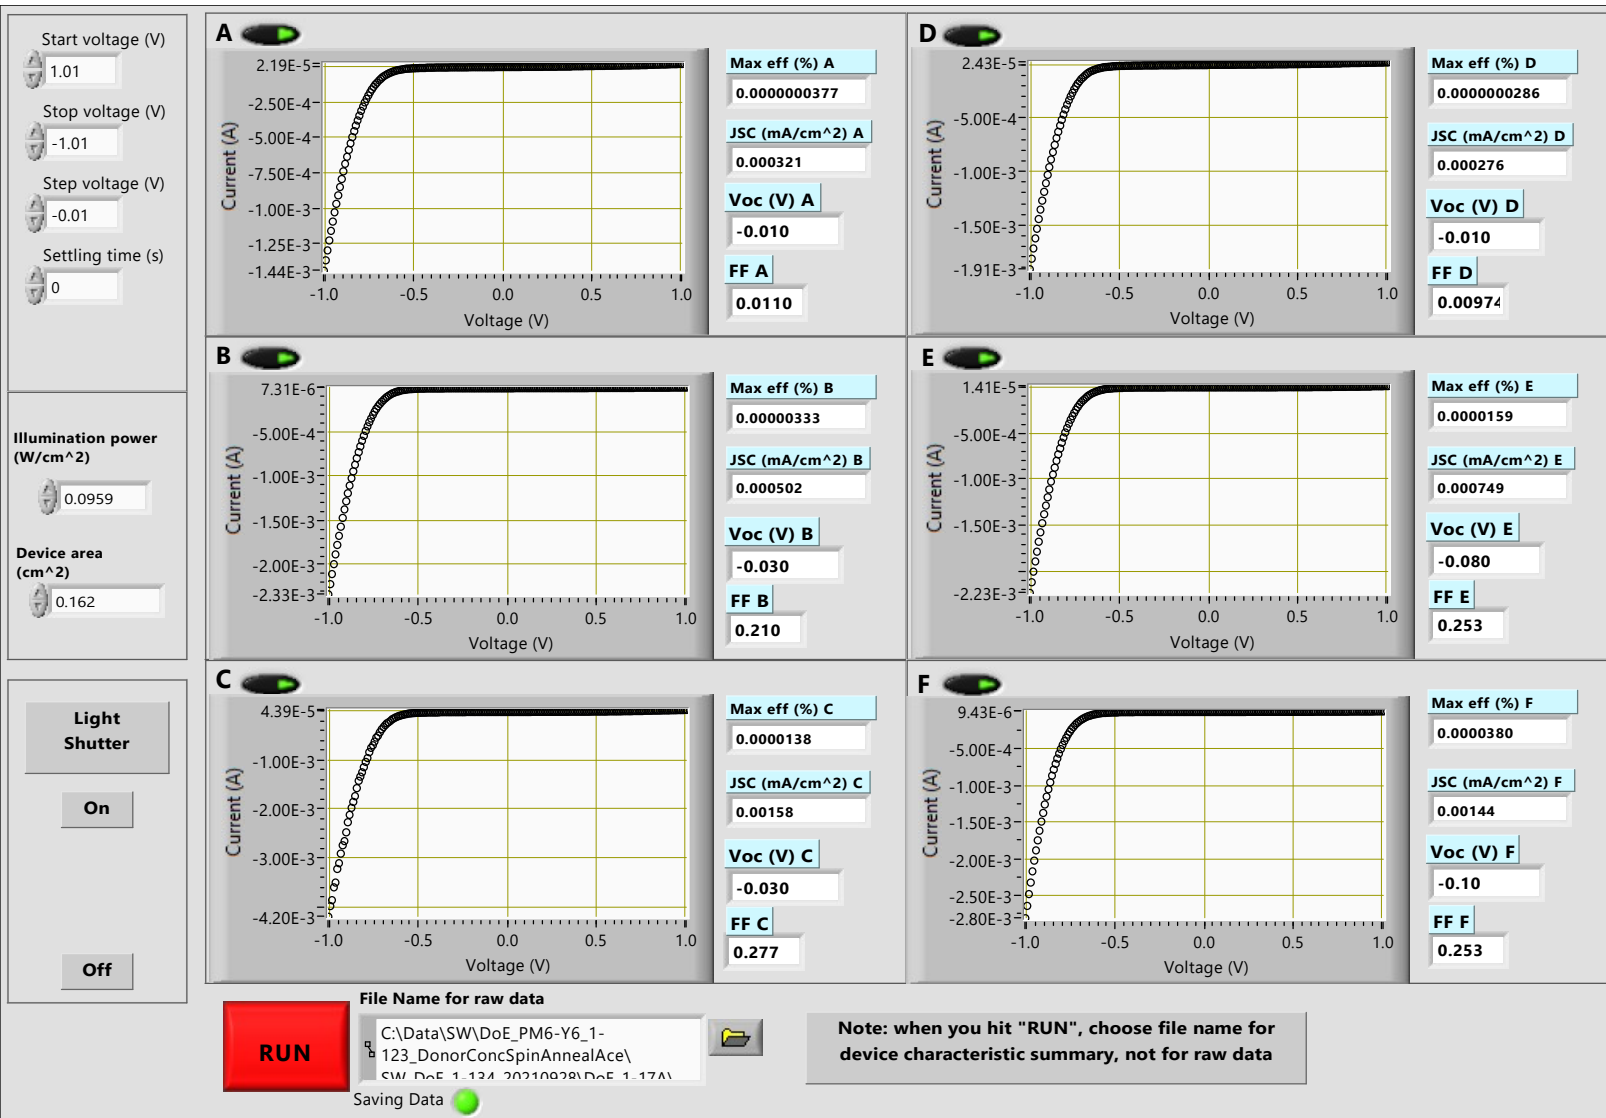 Start voltage (V)
1.01
Stop voltage (V)
-1.01
Step voltage (V)
-0.01
Settling time (s)
0
Illumination power
(W/cm^2)
0.0959
Device area
(cm^2)
0.162
Light
Shutter
On
Off
A
2.19E-5
-2.50E-4
-5.00E-4
-7.50E-4
-1.00E-3
-1.25E-3
-1.44E-3
Current (A)
-1.0 -0.5 0.0 0.5 1.0
Voltage (V)
Max eff (%) A
0.0000000377
JSC (mA/cm^2) A
0.000321
Voc (V) A
-0.010
FF A
0.0110
B
7.31E-6
-5.00E-4
-1.00E-3
-1.50E-3
-2.00E-3
-2.33E-3
Current (A)
-1.0 -0.5 0.0 0.5 1.0
Voltage (V)
Max eff (%) B
0.00000333
JSC (mA/cm^2) B
0.000502
Voc (V) B
-0.030
FF B
0.210
C
4.39E-5
-1.00E-3
-2.00E-3
-3.00E-3
-4.20E-3
Current (A)
-1.0 -0.5 0.0 0.5 1.0
Voltage (V)
Max eff (%) C
0.0000138
JSC (mA/cm^2) C
0.00158
Voc (V) C
-0.030
FF C
0.277
D
2.43E-5
-5.00E-4
-1.00E-3
-1.50E-3
-1.91E-3
Current (A)
-1.0 -0.5 0.0 0.5 1.0
Voltage (V)
Max eff (%) D
0.0000000286
JSC (mA/cm^2) D
0.000276
Voc (V) D
-0.010
FF D
0.00974
E
1.41E-5
-5.00E-4
-1.00E-3
-1.50E-3
-2.23E-3
Current (A)
-1.0 -0.5 0.0 0.5 1.0
Voltage (V)
Max eff (%) E
0.0000159
JSC (mA/cm^2) E
0.000749
Voc (V) E
-0.080
FF E
0.253
F
9.43E-6
-5.00E-4
-1.00E-3
-1.50E-3
-2.00E-3
-2.50E-3
-2.80E-3
Current (A)
-1.0 -0.5 0.0 0.5 1.0
Voltage (V)
Max eff (%) F
0.0000380
JSC (mA/cm^2) F
0.00144
Voc (V) F
-0.10
FF F
0.253
RUN
File Name for raw data
C:\Data\SW\DoE_PM6-Y6_1-
123_DonorConcSpinAnnealAce\
SW_DoE_1-134_20210928\DoE_1-17A\
Saving Data
Note: when you hit "RUN", choose file name for
device characteristic summary, not for raw data